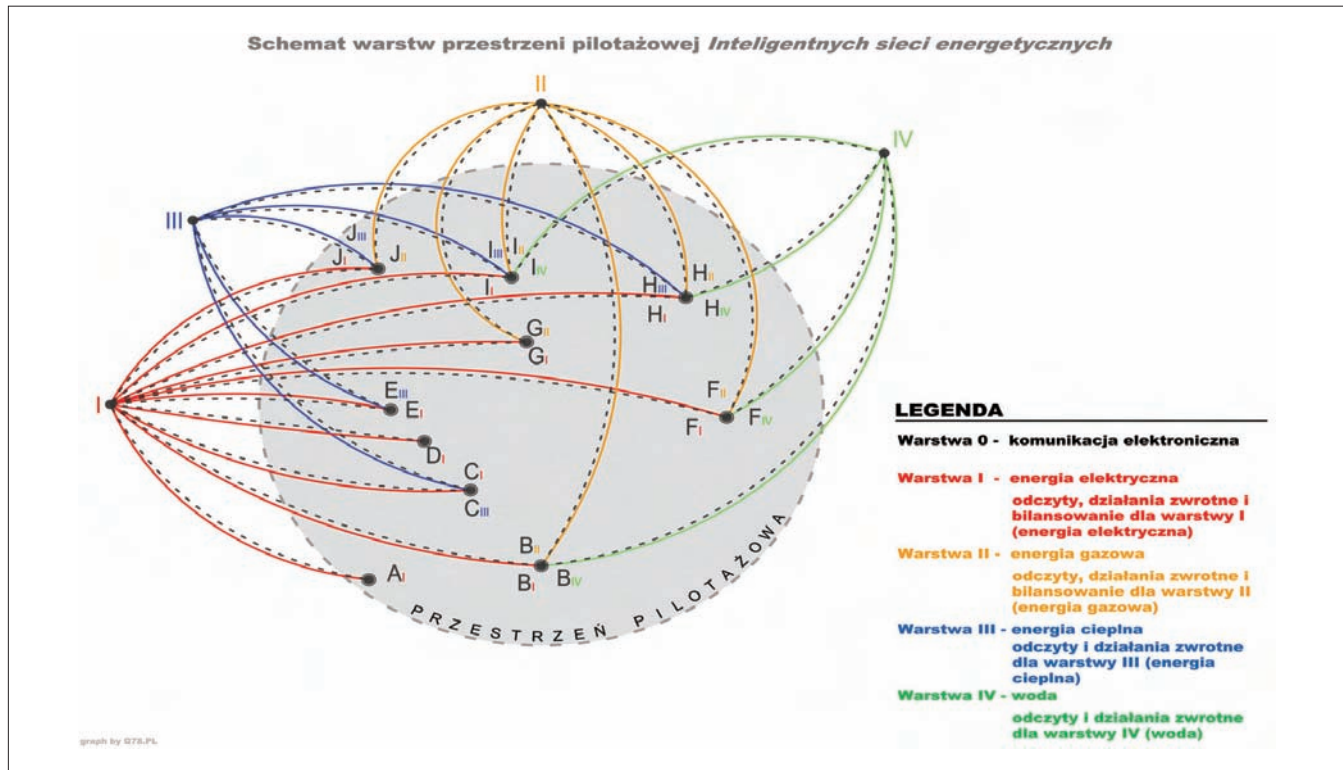 Schemat warstw przestrzeni pilotażowej Inteligentnych sieci energetycznych
II
IV
III
I
JIII
JI
JII
IIII
III
IIV
II
HII
HIII
HIV
HI
GII
GI
EIII
EI
DI
CI
CIII
FII
FI
FIV
BII
BI
BIV
AI
PRZESTRZEŃ PILOTAŻOWA
LEGENDA
Warstwa 0 - komunikacja elektroniczna
Warstwa I - energia elektryczna
odczyty, działania zwrotne i
bilansowanie dla warstwy I
(energia elektryczna)
Warstwa II - energia gazowa
odczyty, działania zwrotne i
bilansowanie dla warstwy II
(energia gazowa)
Warstwa III - energia cieplna
odczyty i działania zwrotne
dla warstwy III (energia
cieplna)
Warstwa IV - woda
odczyty i działania zwrotne
dla warstwy IV (woda)
graph by Q78.PL